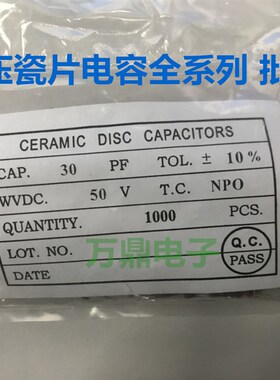 压瓷片电容全系列 批
CERAMIC DISC CAPACITORS
CAP. 30 PF TOL. ± 10%
WVDC. 50 V T.C. NPO
QUANTITY. 1000 PCS.
LOT. NO.
万鼎电子
Q.C.
PASS
DATE